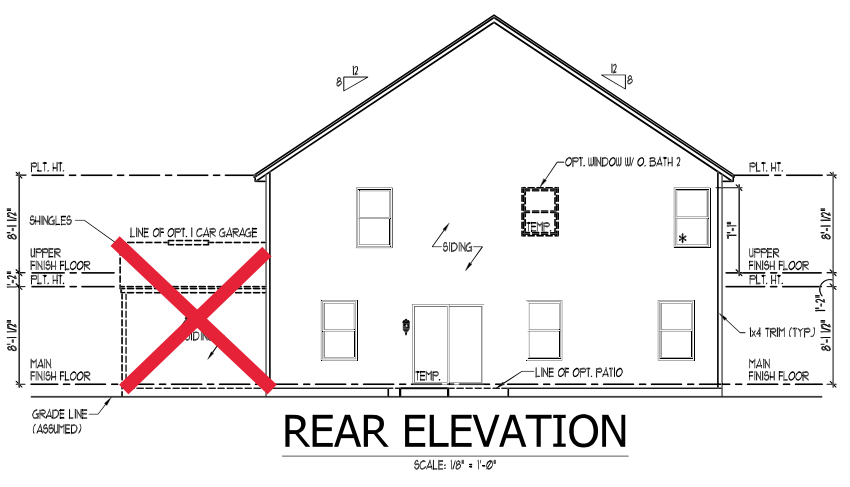 12
8
12
8
PLT. HT.
PLT. HT.
OPT. WINDOW W/ O. BATH 2
8'-1 1/2"
SHINGLES
LINE OF OPT. 1 CAR GARAGE
TEMP.
*
7'-1"
8'-1 1/2"
SIDING
UPPER
FINISH FLOOR
UPPER
FINISH FLOOR
PLT. HT.
PLT. HT.
1'-2"
8'-1 1/2"
SIDING
1x4 TRIM (TYP.)
8'-1 1/2"
MAIN
FINISH FLOOR
TEMP.
LINE OF OPT. PATIO
MAIN
FINISH FLOOR
GRADE LINE
(ASSUMED)
REAR ELEVATION
SCALE: 1/8" = 1'-0"